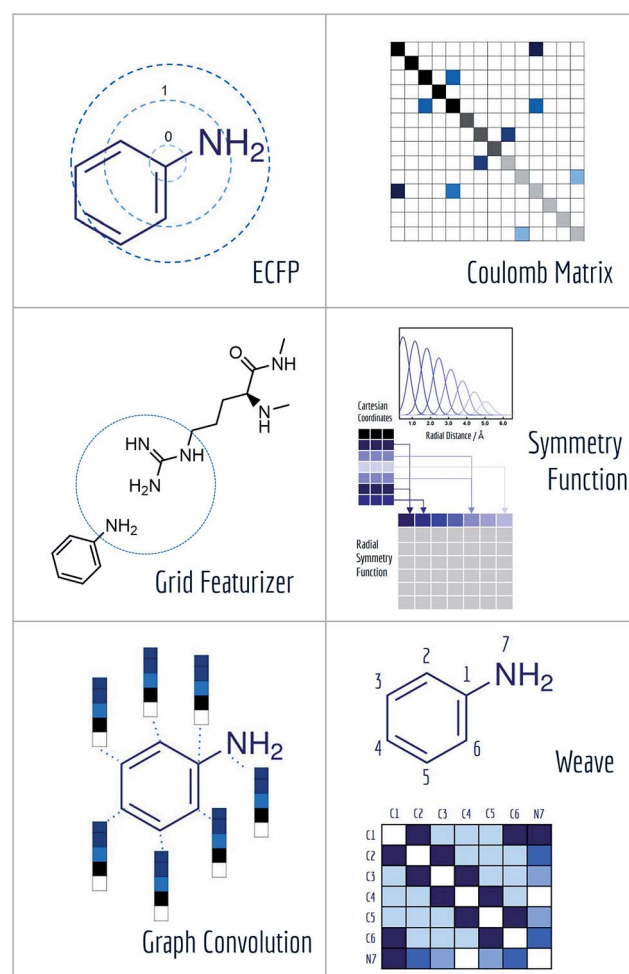 1
0
NH2
ECFP
Coulomb Matrix
O
NH
HN
NH
N
H
H2N
NH2
Grid Featurizer
Cartesian
Coordinates
1.0 2.0 3.0 4.0 5.0 6.0
Radial Distance / Å
Symmetry
Function
Radial
Symmetry
Function
NH2
Graph Convolution
7
2
1
NH2
3
4
6
5
Weave
C1 C2 C3 C4 C5 C6 N7
C1
C2
C3
C4
C5
C6
N7